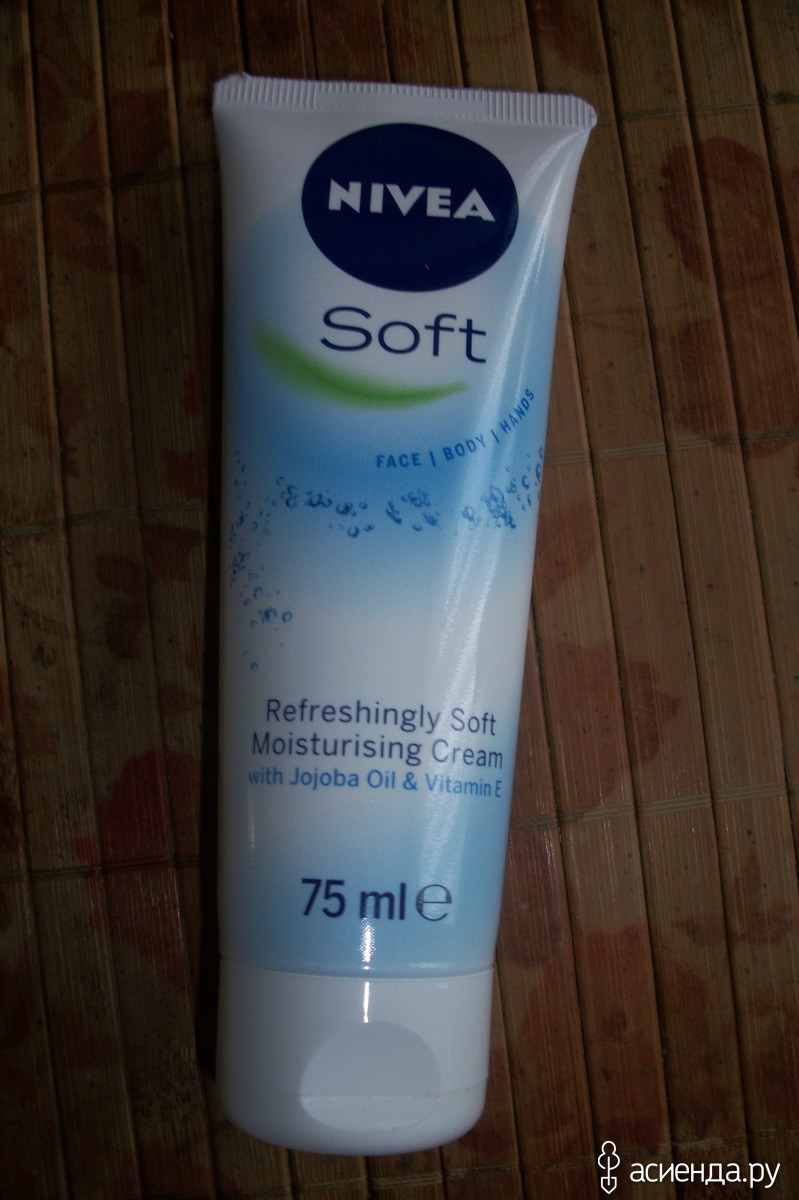 NIVEA
Soft
FACE | BODY | HANDS
Refreshingly Soft
Moisturising Cream
with Jojoba Oil & Vitamin E
75 ml ℮
асиенда.ру